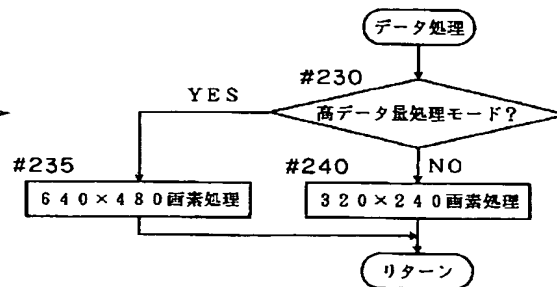 データ処理
#230
YES
高データ量処理モード？
#235
#240
NO
640×480画素処理
320×240画素処理
リターン